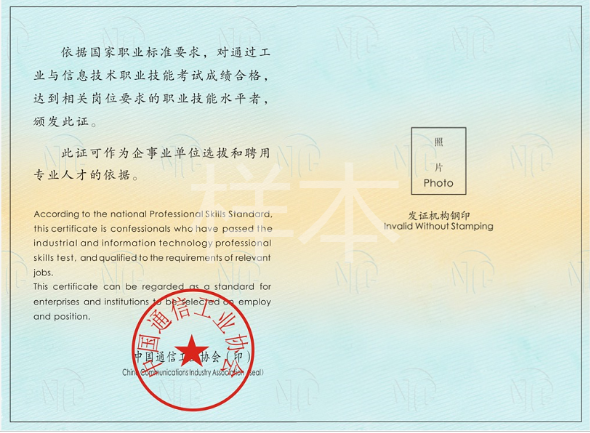 依据国家职业标准要求，对通过工
业与信息技术职业技能考试成绩合格，
达到相关岗位要求的职业技能水平者，
颁发此证。
此证可作为企事业单位选拔和聘用
专业人才的依据。
According to the national Professional Skills Standard,
this certificate is confessionals who have passed the
industrial and information technology professional
skills test, and qualified to the requirements of relevant
jobs.
This certificate can be regarded as a standard for
enterprises and institutions to be selected on employ
and position.
中国通信工业协会
中国通信工业协会（印）
China Communications Industry Association (seal)
样本
照
片
Photo
发证机构钢印
Invalid Without Stamping